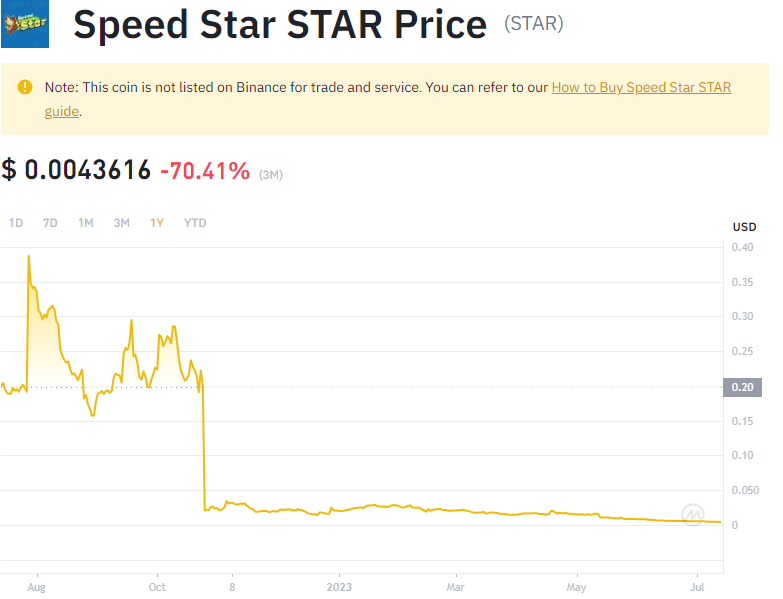 Speed Star STAR Price (STAR)
Note: This coin is not listed on Binance for trade and service. You can refer to our How to Buy Speed Star STAR
guide.
$ 0.0043616 -70.41% (3M)
1D 7D 1M 3M 1Y YTD
USD
0.40
0.35
0.30
0.25
0.20
0.15
0.10
0.050
0
Aug Oct 8 2023 Mar May Jul